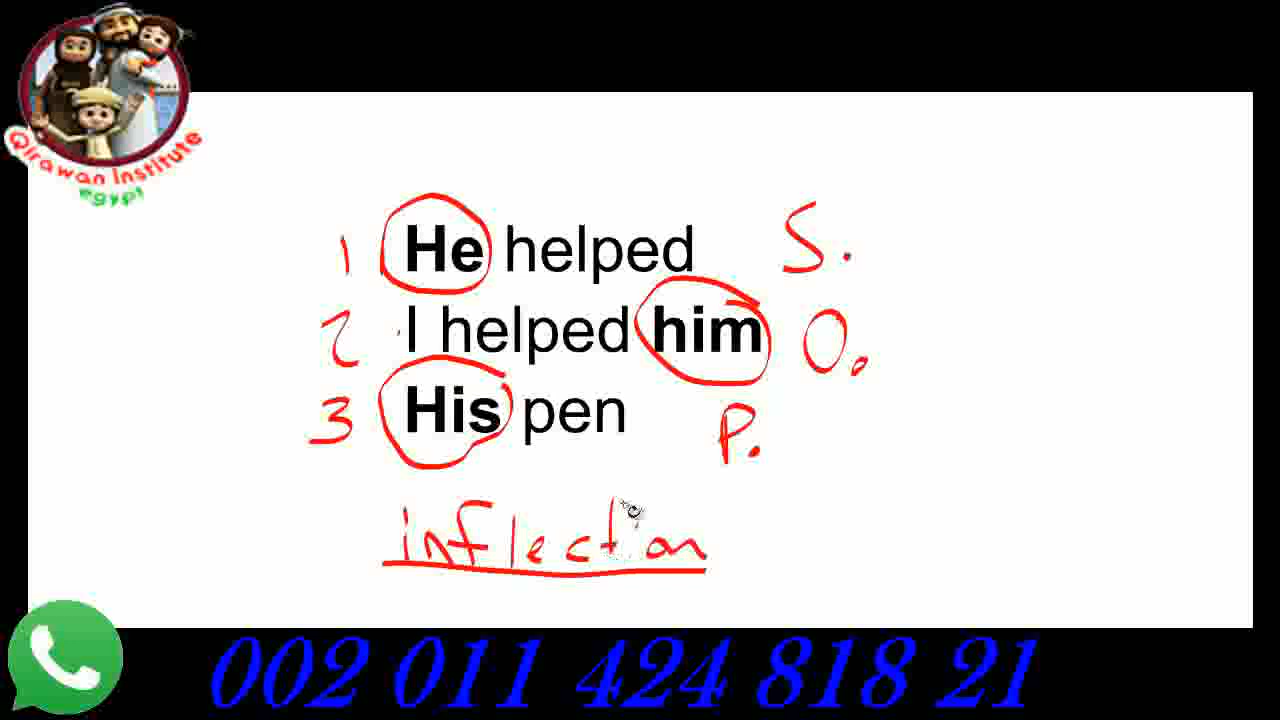 Qirawan Institute
egypt
1 He helped S.
2 I helped him O.
3 His pen P.
inflection
002 011 424 818 21